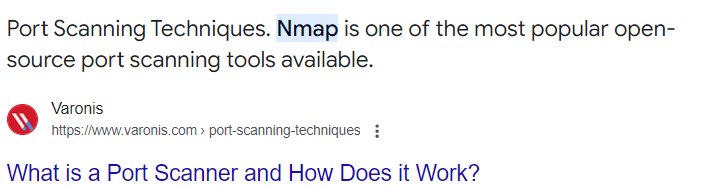 Port Scanning Techniques. Nmap is one of the most popular open-
source port scanning tools available.
Varonis
https://www.varonis.com › port-scanning-techniques
What is a Port Scanner and How Does it Work?